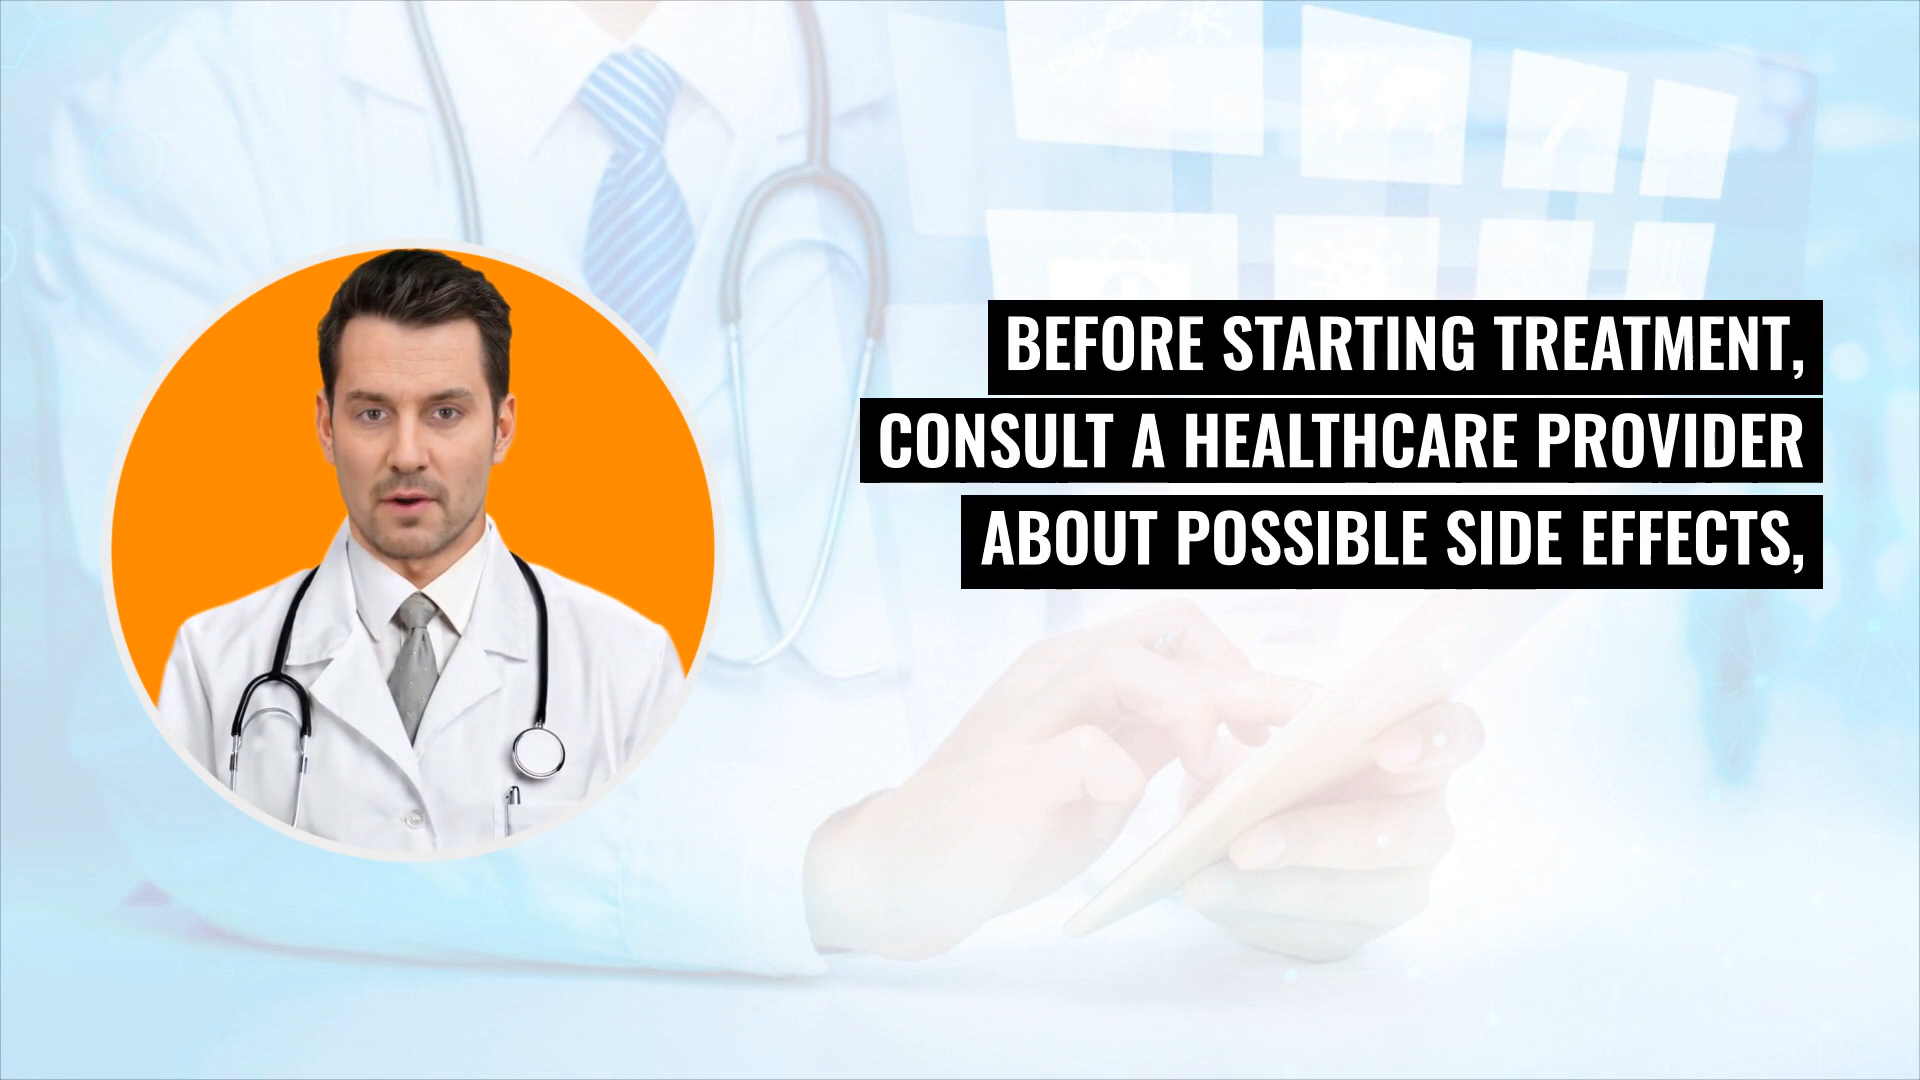 BEFORE STARTING TREATMENT,
CONSULT A HEALTHCARE PROVIDER
ABOUT POSSIBLE SIDE EFFECTS,